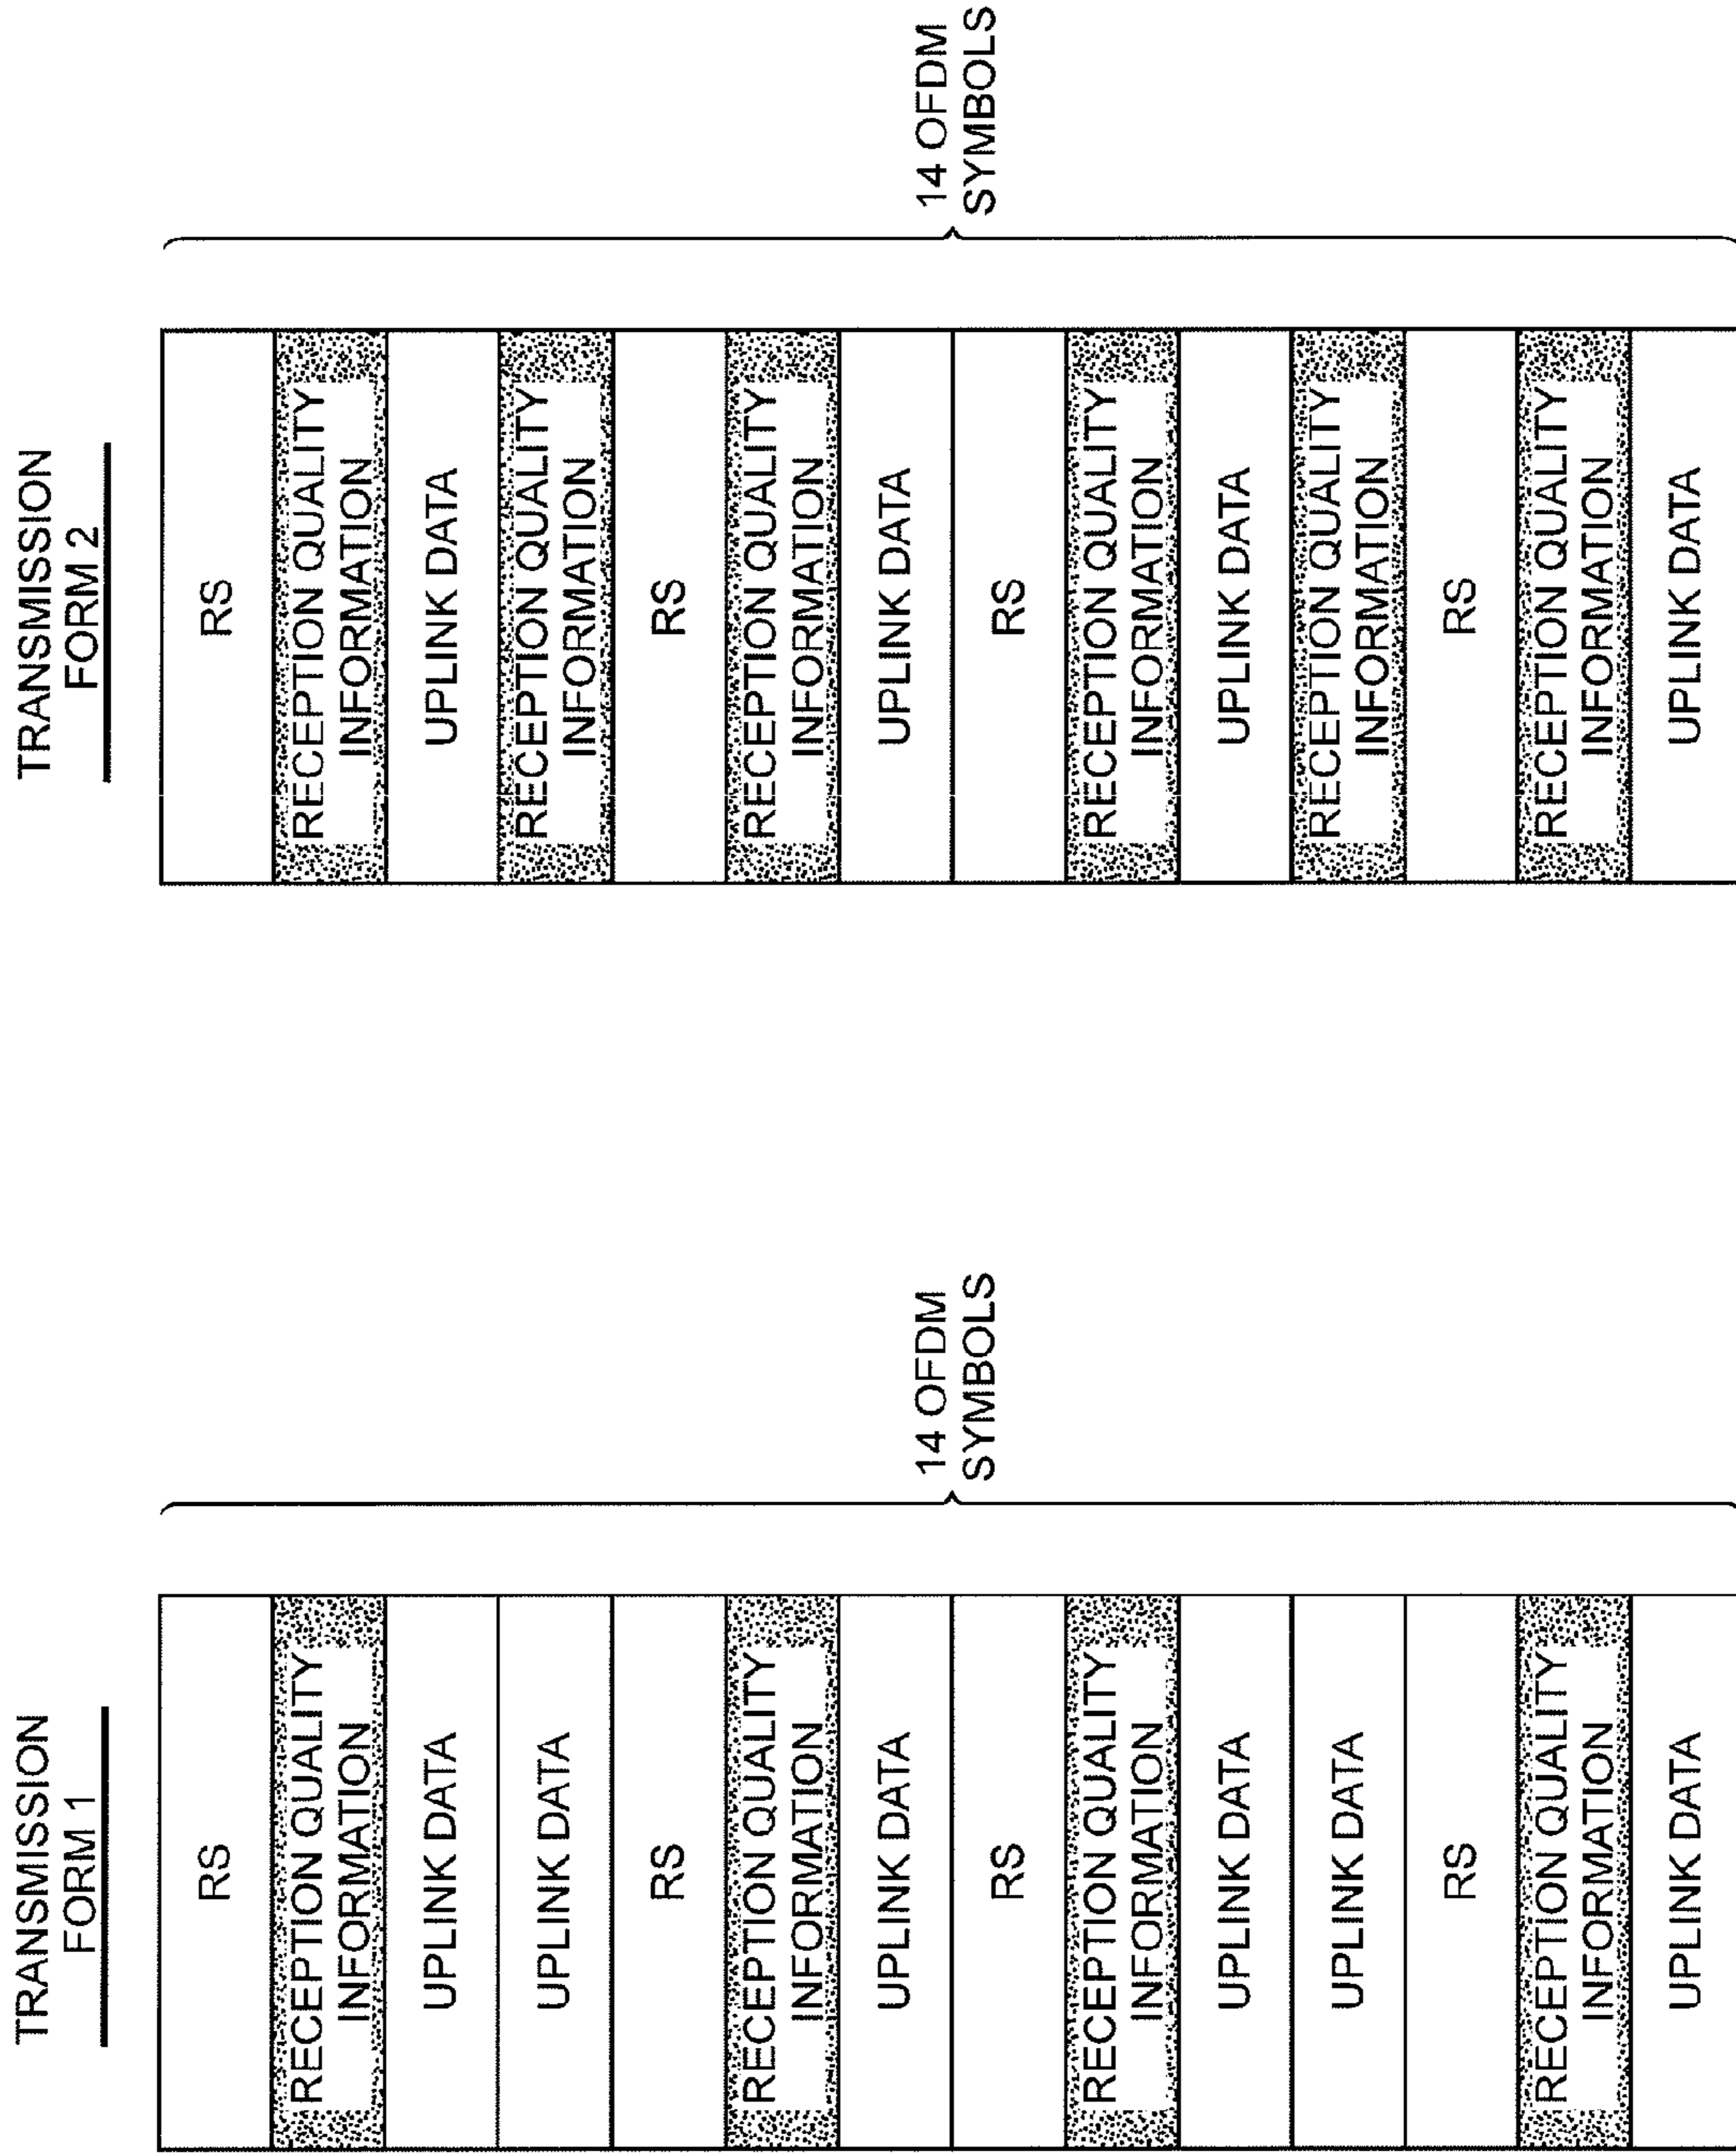 TRANSMISSION
FORM 1
RS
RECEPTION QUALITY
INFORMATION
UPLINK DATA
UPLINK DATA
RS
RECEPTION QUALITY
INFORMATION
UPLINK DATA
RS
RECEPTION QUALITY
INFORMATION
UPLINK DATA
UPLINK DATA
RS
RECEPTION QUALITY
INFORMATION
UPLINK DATA
14 OFDM
SYMBOLS
TRANSMISSION
FORM 2
RS
RECEPTION QUALITY
INFORMATION
UPLINK DATA
RECEPTION QUALITY
INFORMATION
RS
RECEPTION QUALITY
INFORMATION
UPLINK DATA
RS
RECEPTION QUALITY
INFORMATION
UPLINK DATA
RECEPTION QUALITY
INFORMATION
RS
RECEPTION QUALITY
INFORMATION
UPLINK DATA
14 OFDM
SYMBOLS